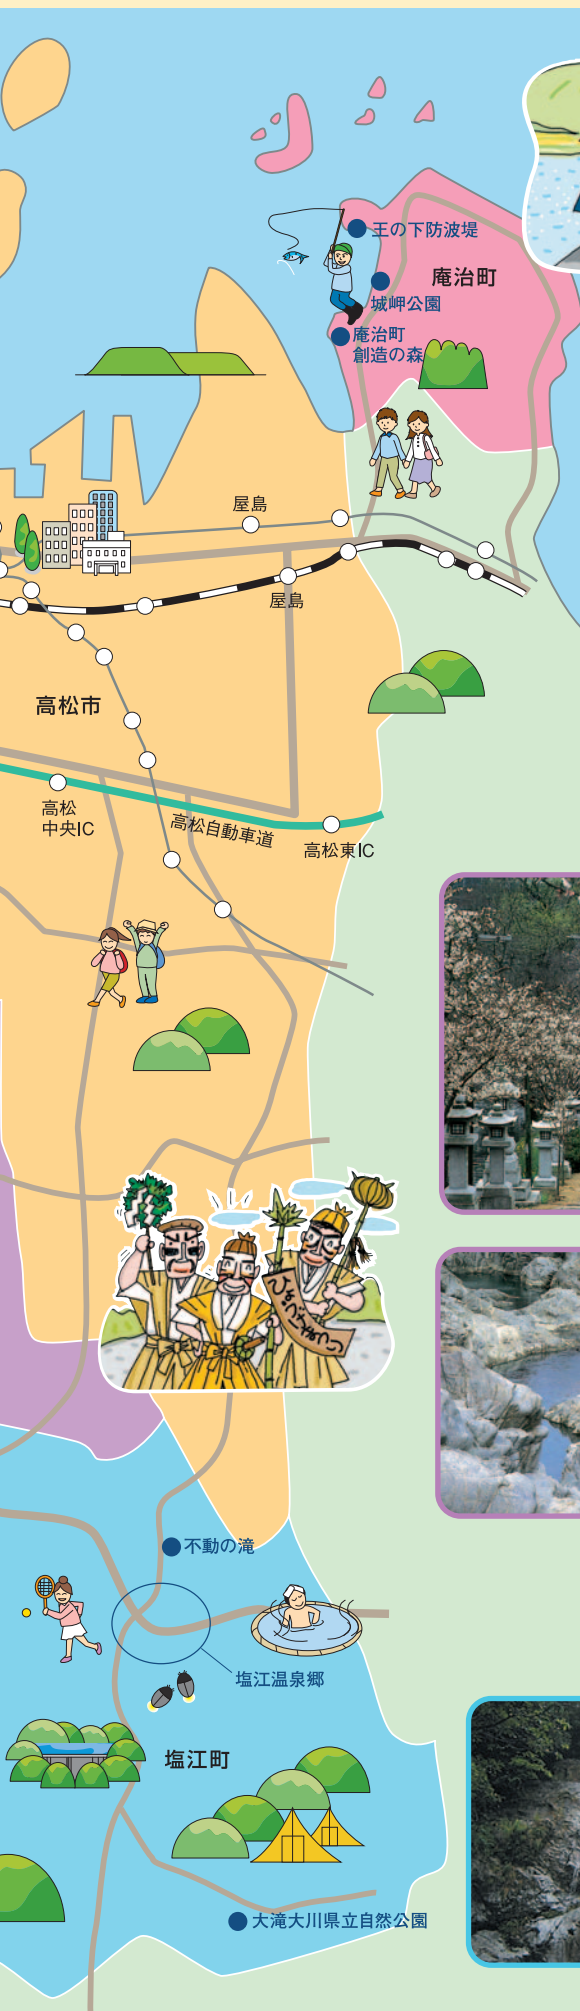 王の下防波堤
庵治町
城岬公園
庵治町
創造の森
屋島
屋島
高松市
高松
中央IC
高松自動車道
高松東IC
ひょうげまつり
不動の滝
塩江温泉郷
塩江町
大滝大川県立自然公園